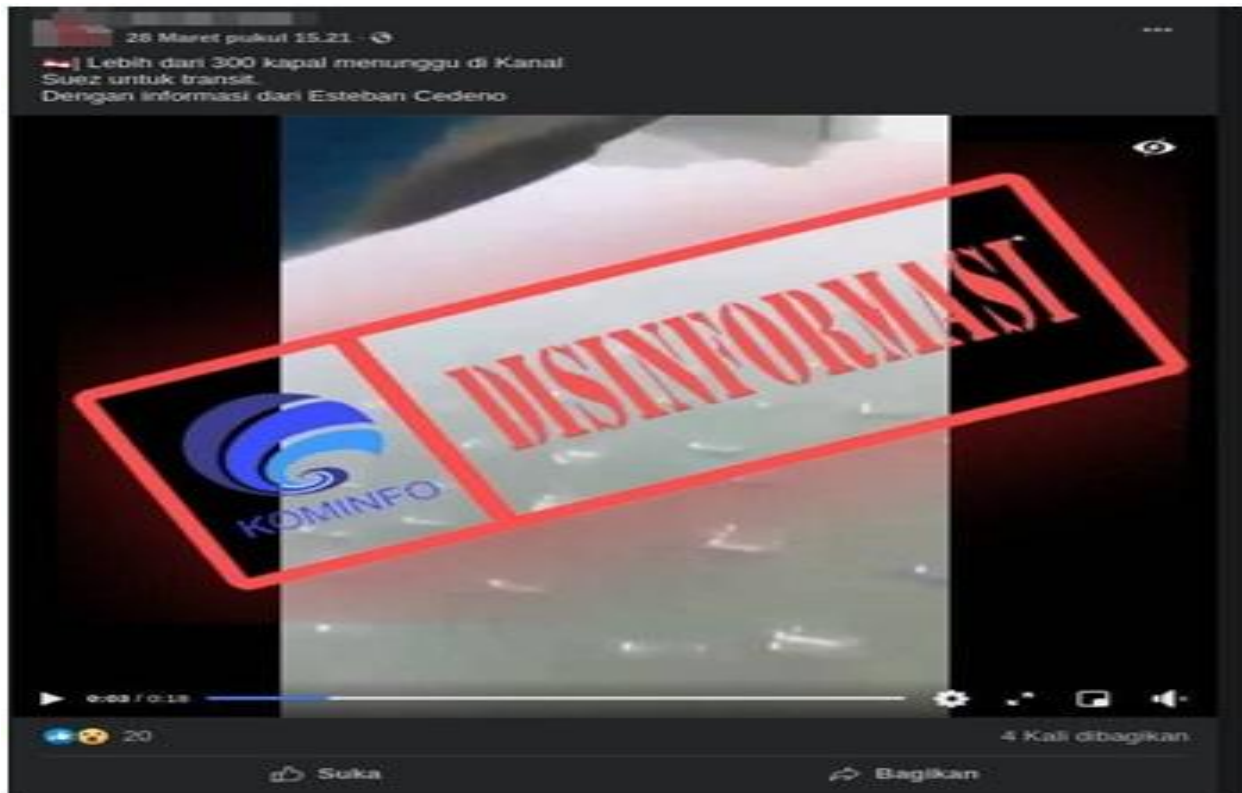 28 Maret pukul 15.21 ·
| Lebih dari 300 kapal menunggu di Kanal
Suez untuk transit.
Dengan informasi dari Esteban Cedeno
DISINFORMASI
KOMINFO
0:03 / 0:18
20
4 Kali dibagikan
Suka
Bagikan